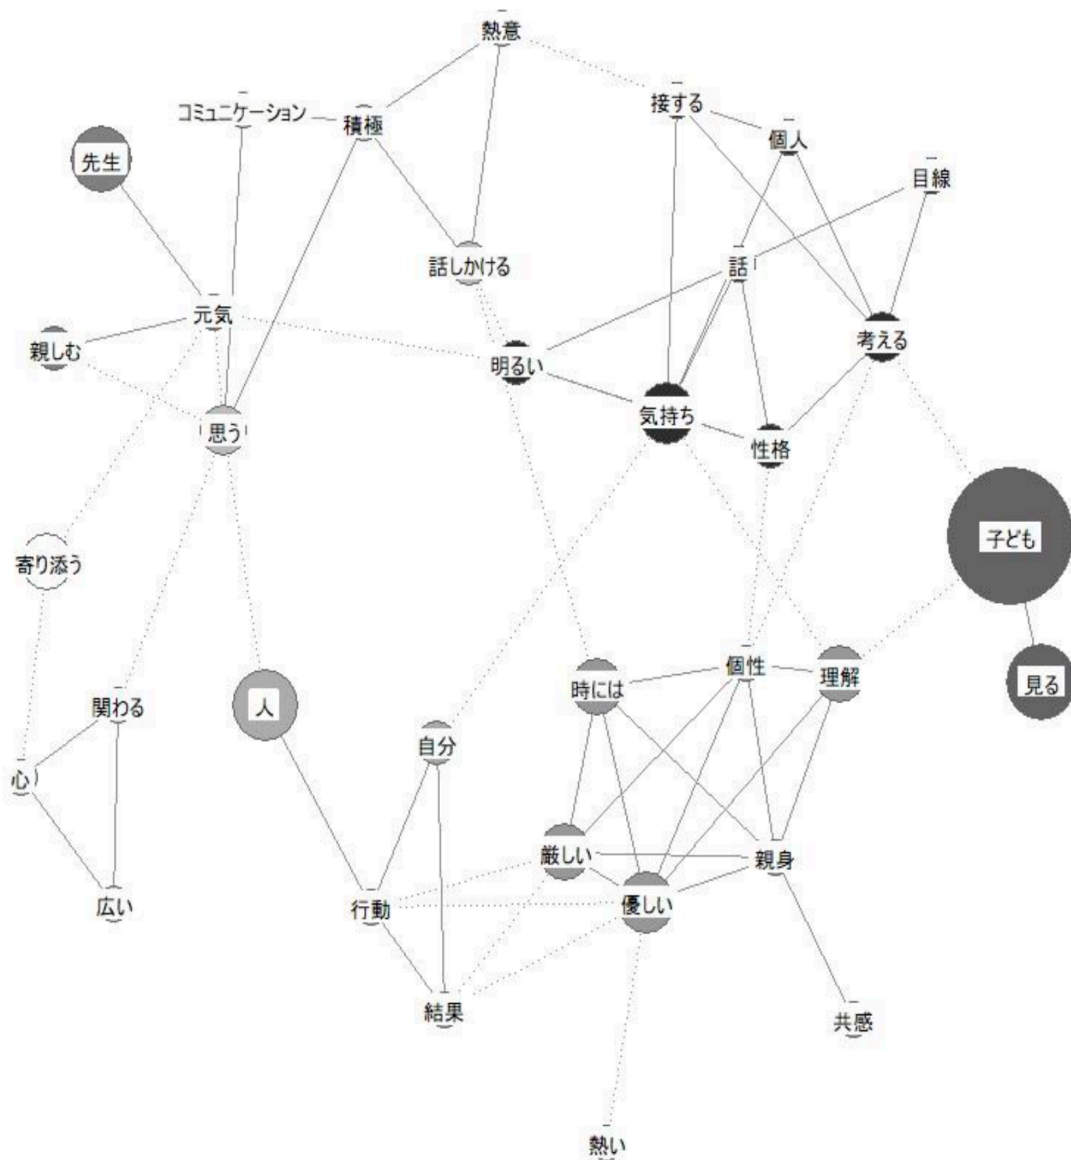 熱意
コミュニケーション
積極
接する
個人
先生
目線
話しかける
話
元気
親しむ
明るい
考える
気持ち
思う
性格
子ども
寄り添う
個性
理解
時には
見る
関わる
人
自分
心
厳しい
親身
広い
行動
優しい
結果
共感
熱い